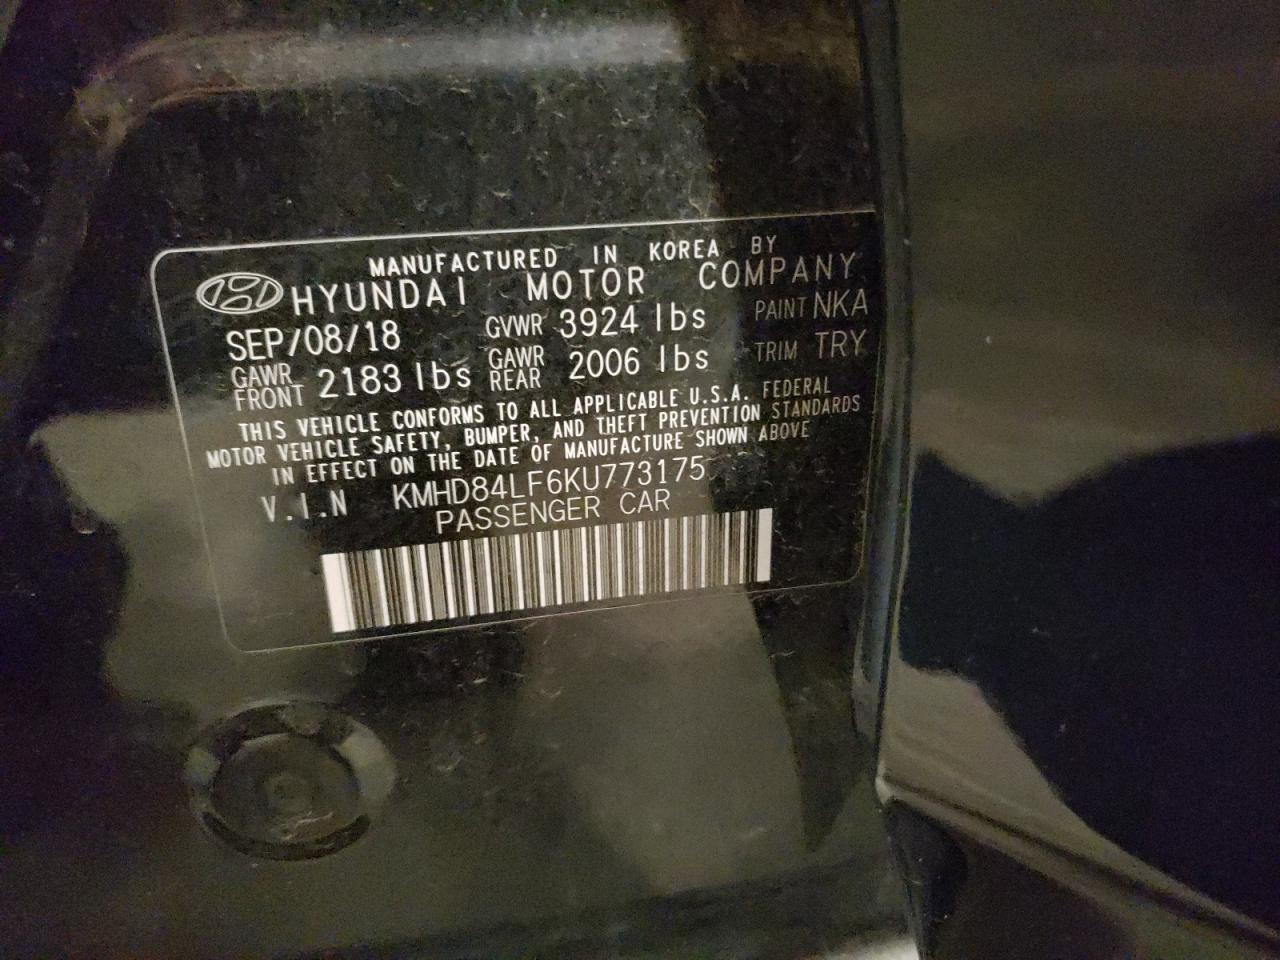 MANUFACTURED IN KOREA BY
HYUNDAI MOTOR COMPANY
SEP/08/18 GVWR 3924 lbs PAINT NKA
GAWR FRONT 2183 lbs GAWR REAR 2006 lbs TRIM TRY
THIS VEHICLE CONFORMS TO ALL APPLICABLE U.S.A. FEDERAL
MOTOR VEHICLE SAFETY, BUMPER, AND THEFT PREVENTION STANDARDS
IN EFFECT ON THE DATE OF MANUFACTURE SHOWN ABOVE
V.I.N KMHD84LF6KU773175
PASSENGER CAR